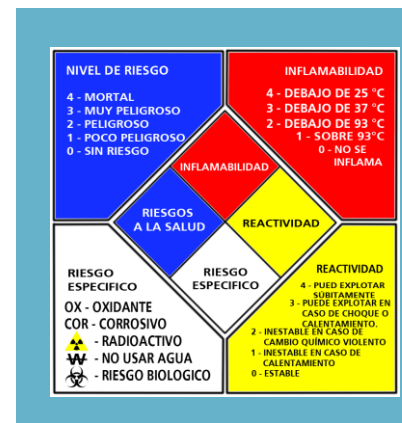 NIVEL DE RIESGO
4 - MORTAL
3 - MUY PELIGROSO
2 - PELIGROSO
1 - POCO PELIGROSO
0 - SIN RIESGO
INFLAMABILIDAD
4 - DEBAJO DE 25 °C
3 - DEBAJO DE 37 °C
2 - DEBAJO DE 93 °C
1 - SOBRE 93°C
0 - NO SE
INFLAMA
INFLAMABILIDAD
RIESGOS
A LA SALUD
REACTIVIDAD
RIESGO
ESPECIFICO
RIESGO
ESPECIFICO
OX - OXIDANTE
COR - CORROSIVO
- RADIOACTIVO
W - NO USAR AGUA
- RIESGO BIOLOGICO
REACTIVIDAD
4 - PUED EXPLOTAR
SÚBITAMENTE
3 - PUEDE EXPLOTAR EN
CASO DE CHOQUE O
CALENTAMIENTO.
2 - INESTABLE EN CASO DE
CAMBIO QUÍMICO VIOLENTO
1 - INESTABLE EN CASO DE
CALENTAMIENTO
0 - ESTABLE